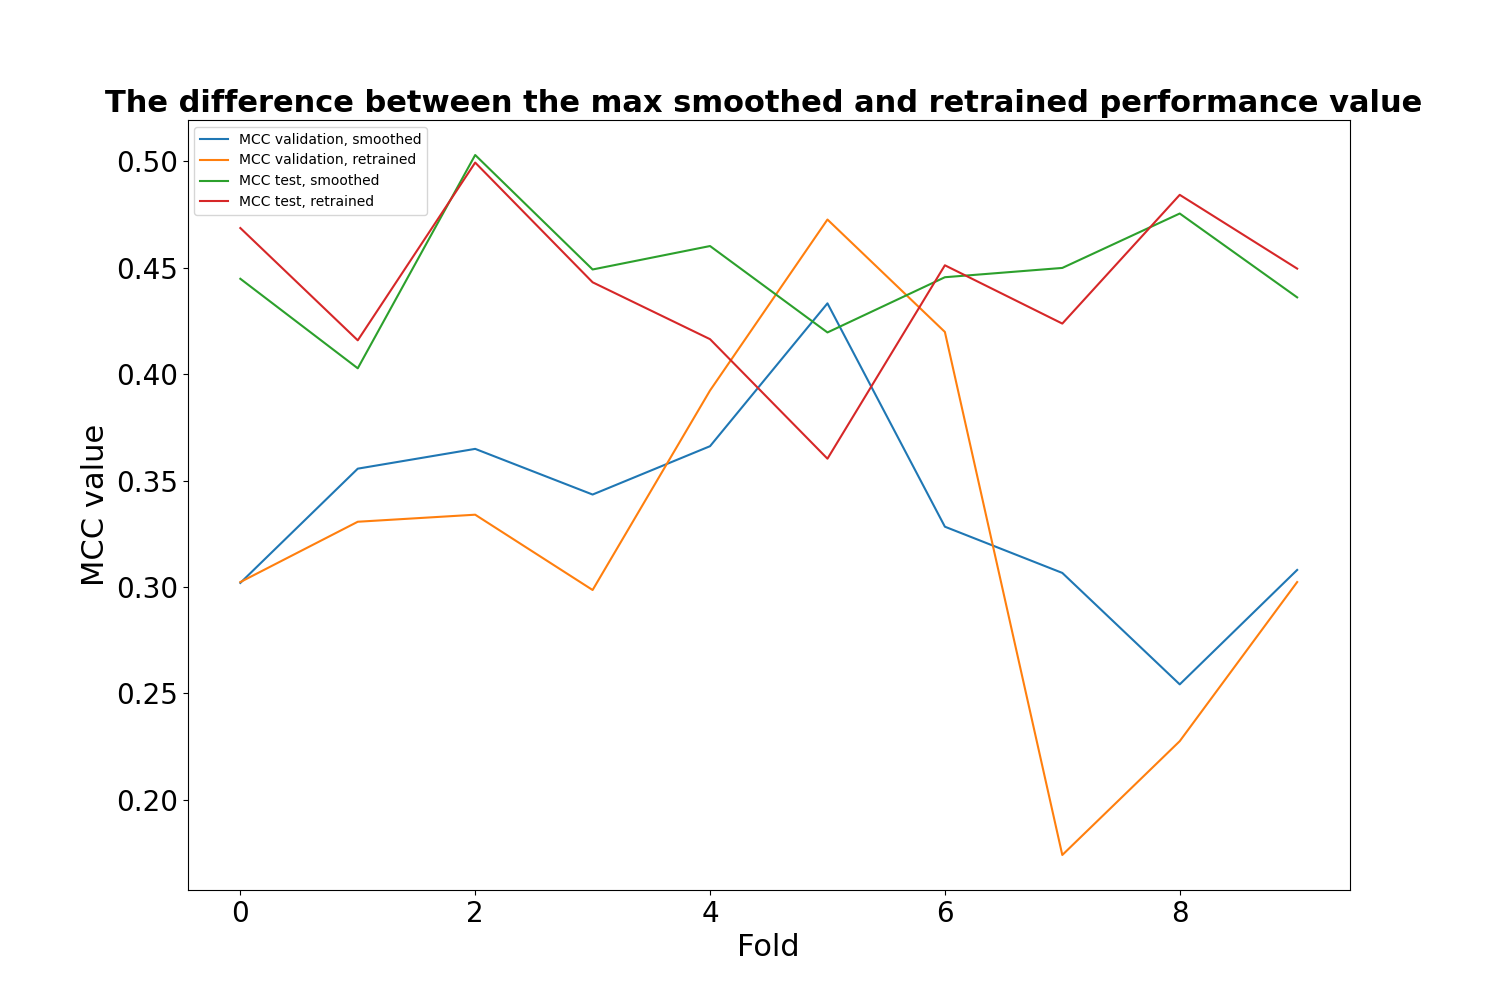 The difference between the max smoothed and retrained performance value
MCC validation, smoothed
MCC validation, retrained
MCC test, smoothed
MCC test, retrained
0.50
0.45
0.40
0.35
0.30
0.25
0.20
MCC value
0 2 4 6 8
Fold